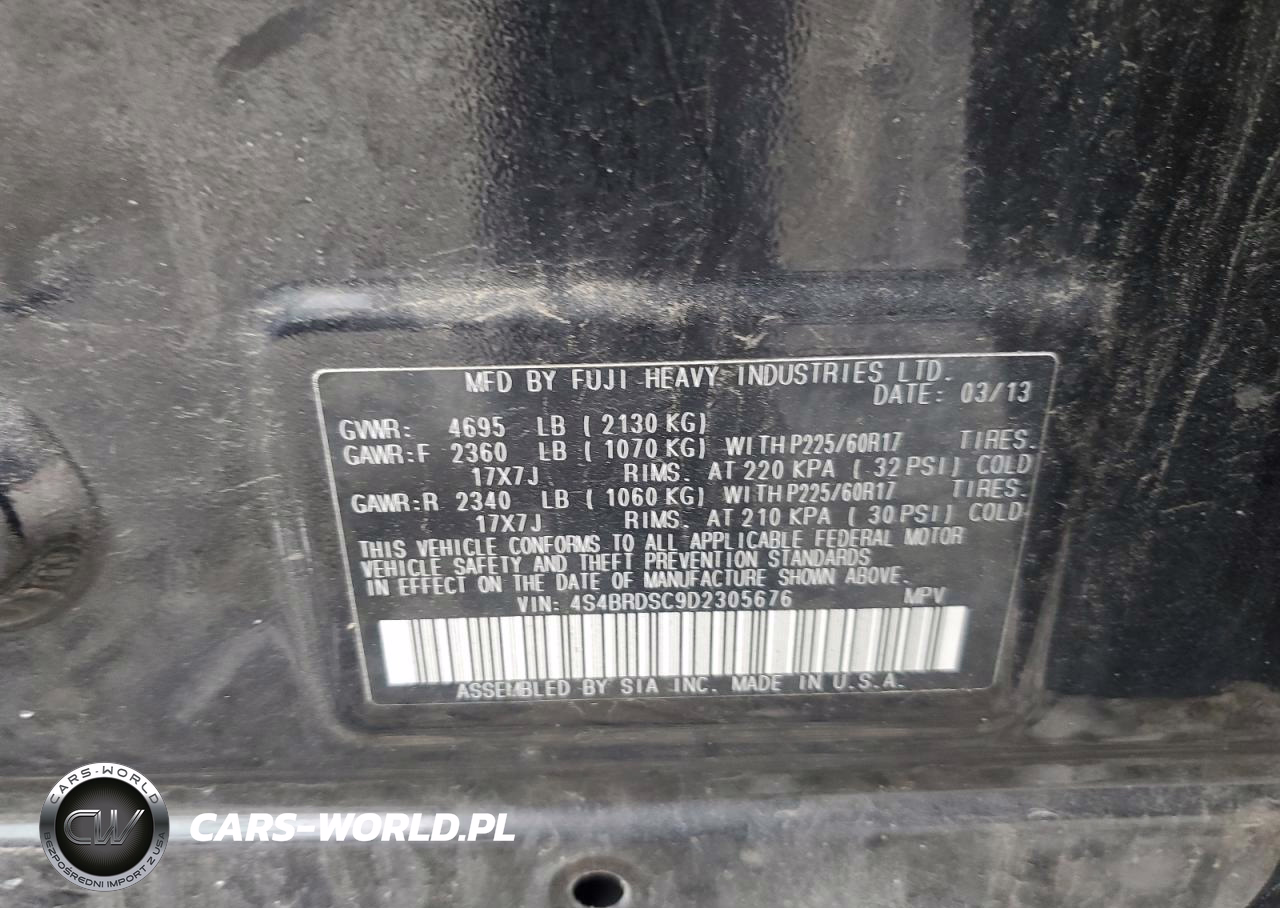 MFD BY FUJI HEAVY INDUSTRIES LTD.
DATE: 03/13
GVWR: 4695 LB ( 2130 KG)
GAWR:F 2360 LB ( 1070 KG) WITH P225/60R17 TIRES.
17X7J RIMS. AT 220 KPA ( 32 PSI) COLD
GAWR:R 2340 LB ( 1060 KG) WITH P225/60R17 TIRES.
17X7J RIMS. AT 210 KPA ( 30 PSI) COLD
THIS VEHICLE CONFORMS TO ALL APPLICABLE FEDERAL MOTOR
VEHICLE SAFETY AND THEFT PREVENTION STANDARDS
IN EFFECT ON THE DATE OF MANUFACTURE SHOWN ABOVE.
VIN: 4S4BRDSC9D2305676 MPV
ASSEMBLED BY SIA INC. MADE IN U.S.A.
CARS-WORLD
CW
BEZPOŚREDNI IMPORT Z USA
CARS-WORLD.PL